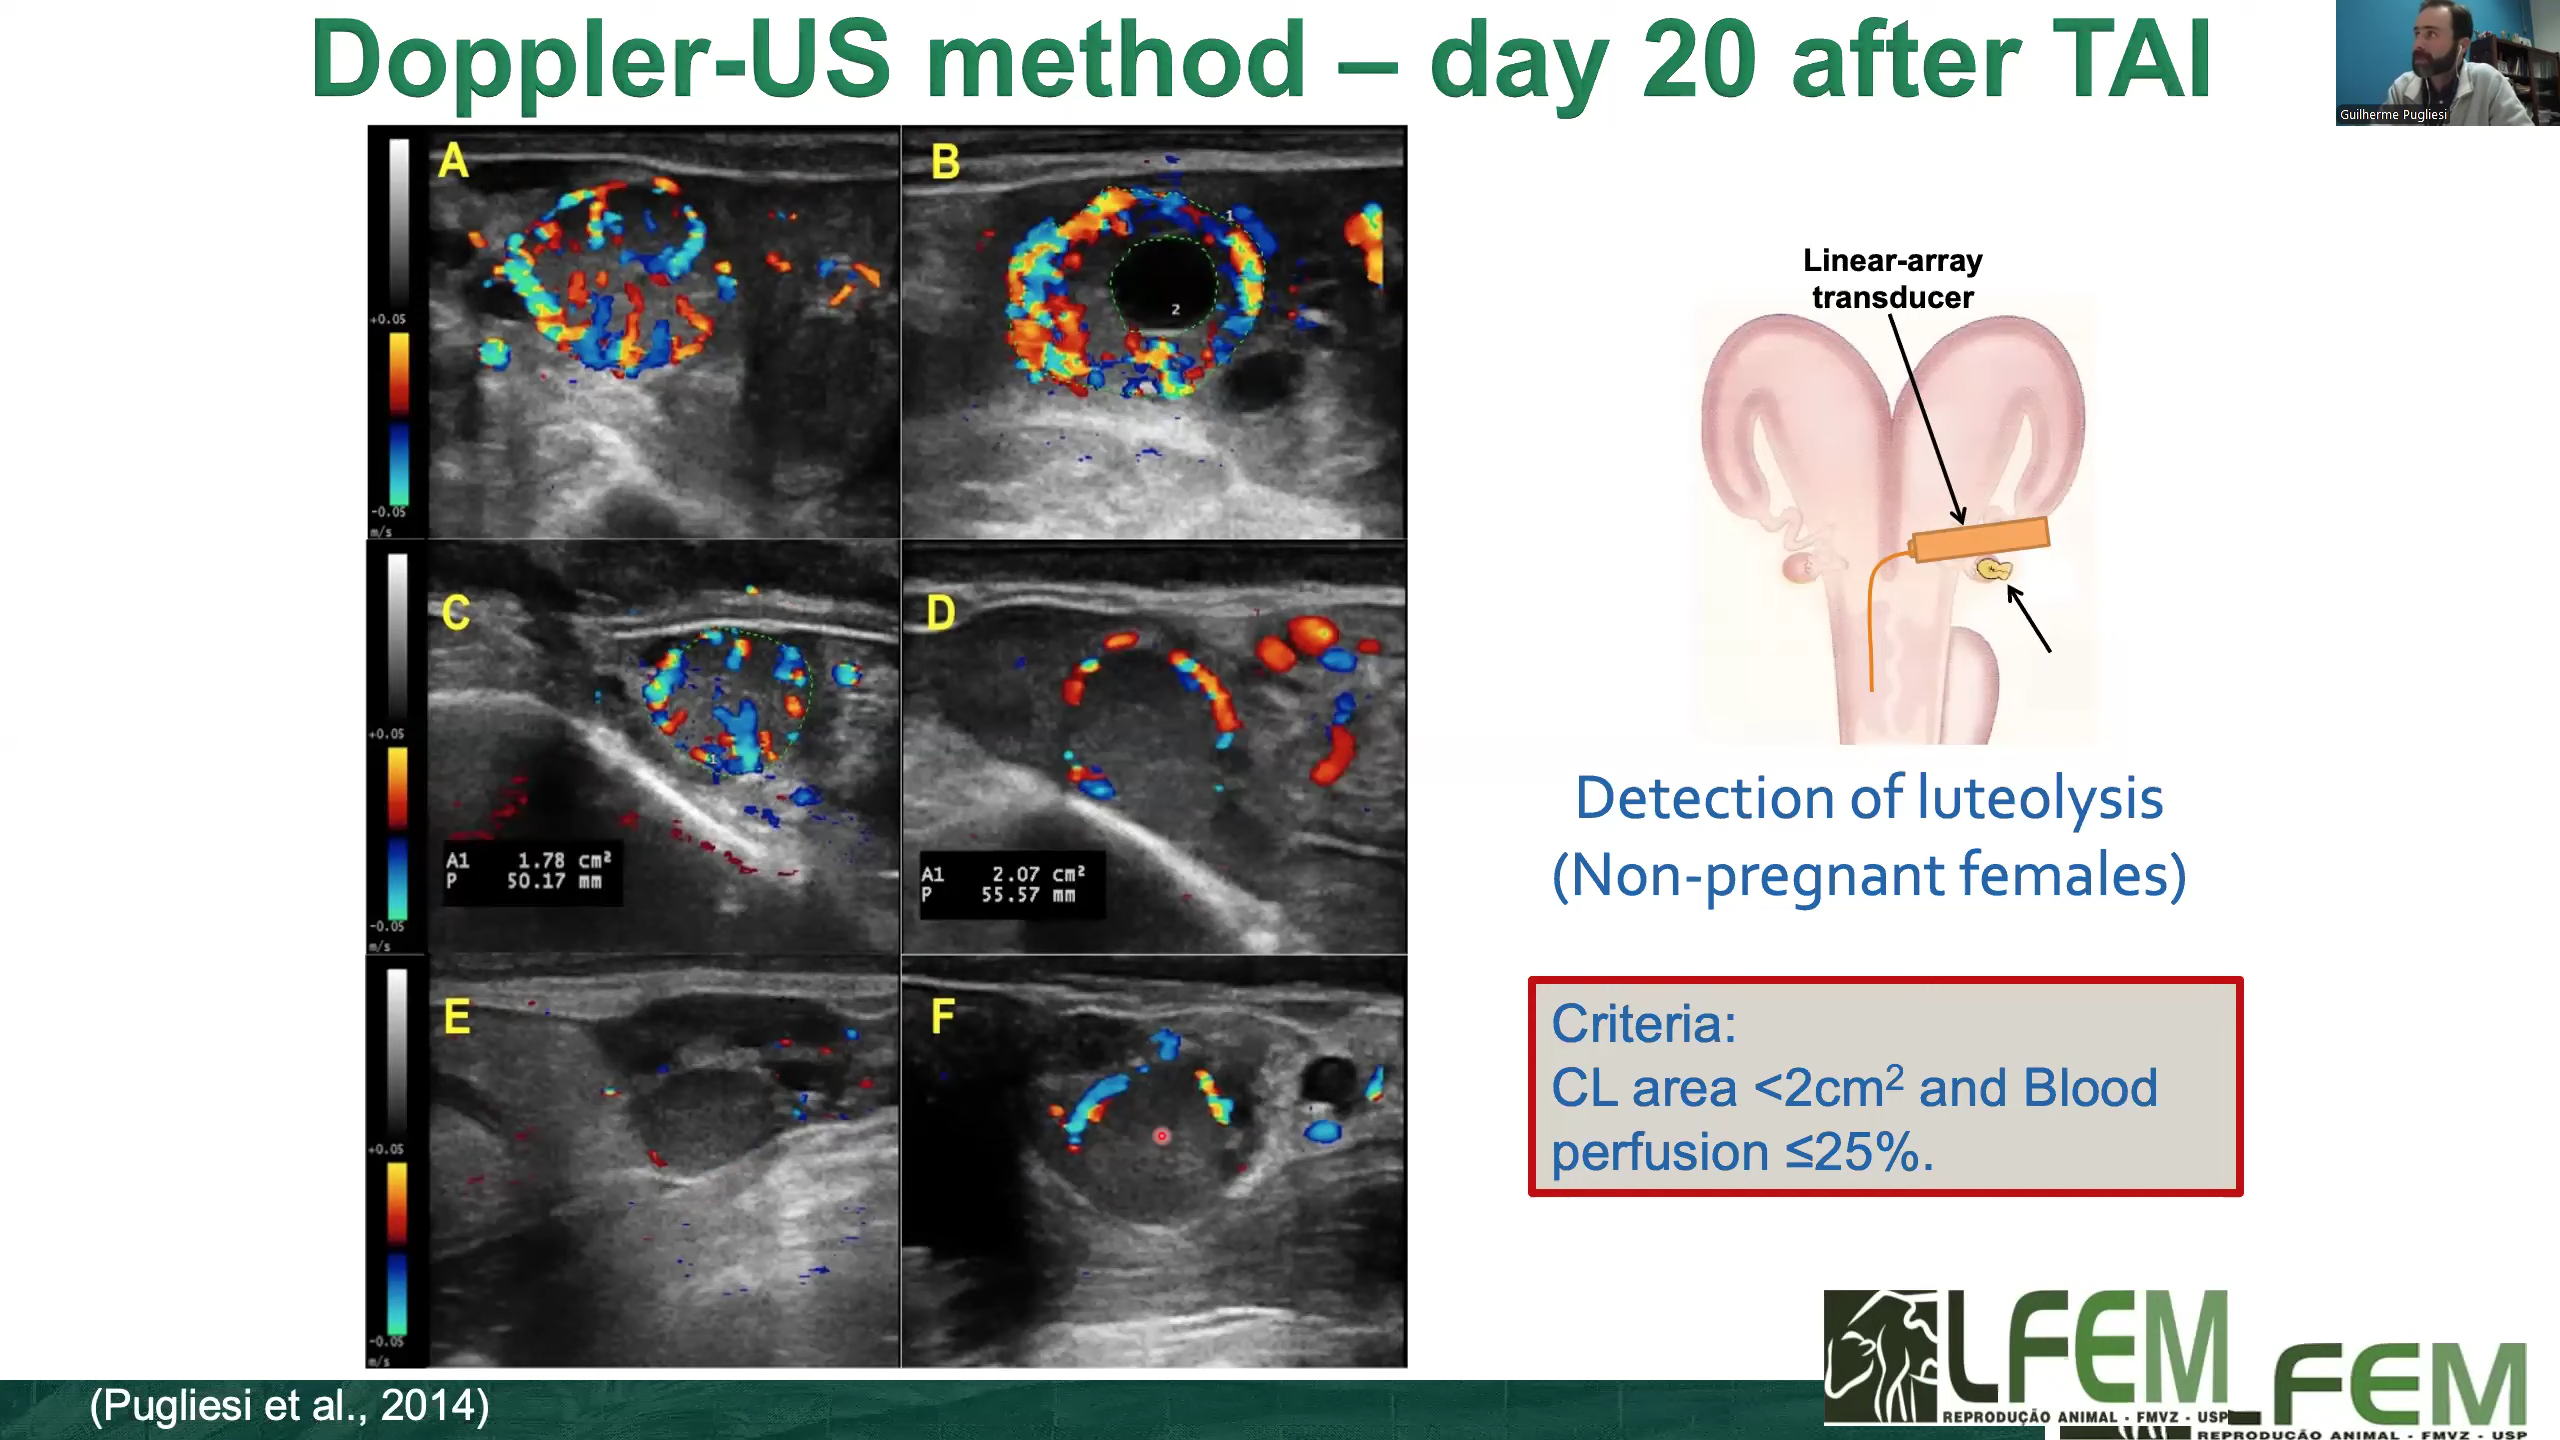 Doppler-US method – day 20 after TAI
Guilherme Pugliesi
A
B
1
2
+0.05
-0.05
m/s
C
D
1
+0.05
-0.05
m/s
A1 1.78 cm²
P 50.17 mm
A1 2.07 cm²
P 55.57 mm
E
F
+0.05
-0.05
m/s
Linear-array
transducer
Detection of luteolysis
(Non-pregnant females)
Criteria:
CL area <2cm² and Blood
perfusion ≤25%.
(Pugliesi et al., 2014)
LFEM
REPRODUÇÃO ANIMAL - FMVZ - USP
FEM
REPRODUÇÃO ANIMAL - FMVZ - USP